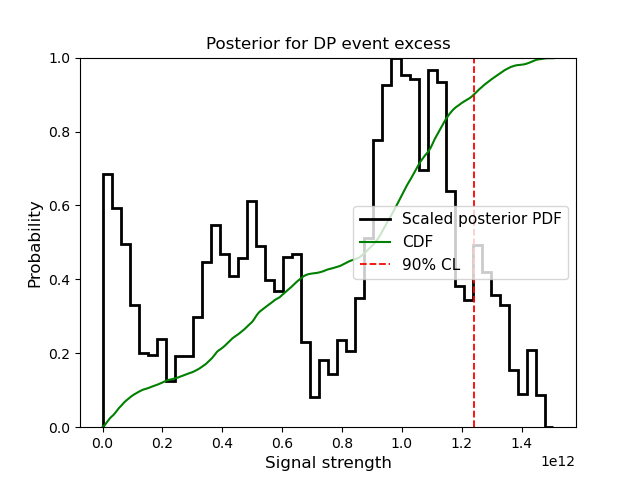 Posterior for DP event excess
Probability
1.0
0.8
0.6
0.4
0.2
0.0
Scaled posterior PDF
CDF
90% CL
0.0 0.2 0.4 0.6 0.8 1.0 1.2 1.4
1e12
Signal strength